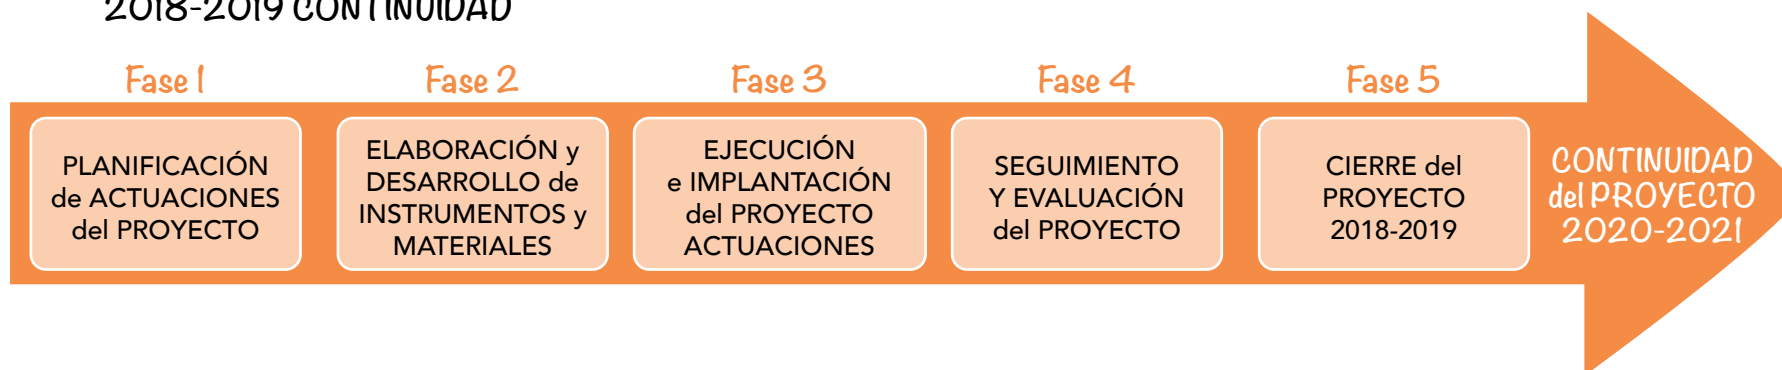 2018-2019 CONTINUIDAD
Fase 1
Fase 2
Fase 3
Fase 4
Fase 5
PLANIFICACIÓN
de ACTUACIONES
del PROYECTO
ELABORACIÓN y
DESARROLLO de
INSTRUMENTOS y
MATERIALES
EJECUCIÓN
e IMPLANTACIÓN
del PROYECTO
ACTUACIONES
SEGUIMIENTO
Y EVALUACIÓN
del PROYECTO
CIERRE del
PROYECTO
2018-2019
CONTINUIDAD
del PROYECTO
2020-2021